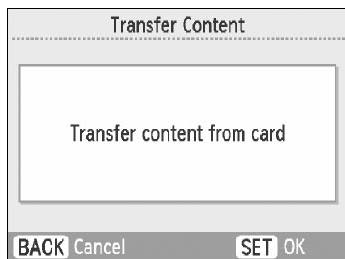 Transfer Content
Transfer content from card
BACK Cancel SET OK